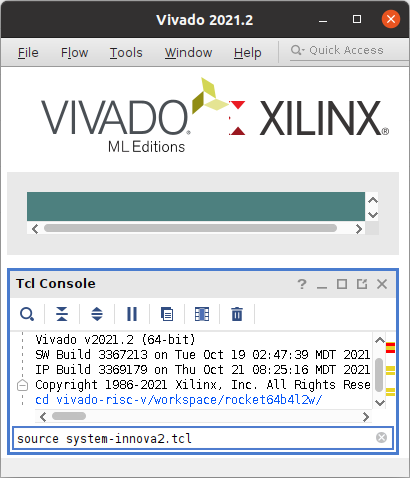 Vivado 2021.2
File Flow Tools Window Help Quick Access
VIVADO. XILINX®
ML Editions
Tcl Console
Vivado v2021.2 (64-bit)
SW Build 3367213 on Tue Oct 19 02:47:39 MDT 2021
IP Build 3369179 on Thu Oct 21 08:25:16 MDT 2021
Copyright 1986-2021 Xilinx, Inc. All Rights Rese
cd vivado-risc-v/workspace/rocket64b4l2w/
source system-innova2.tcl